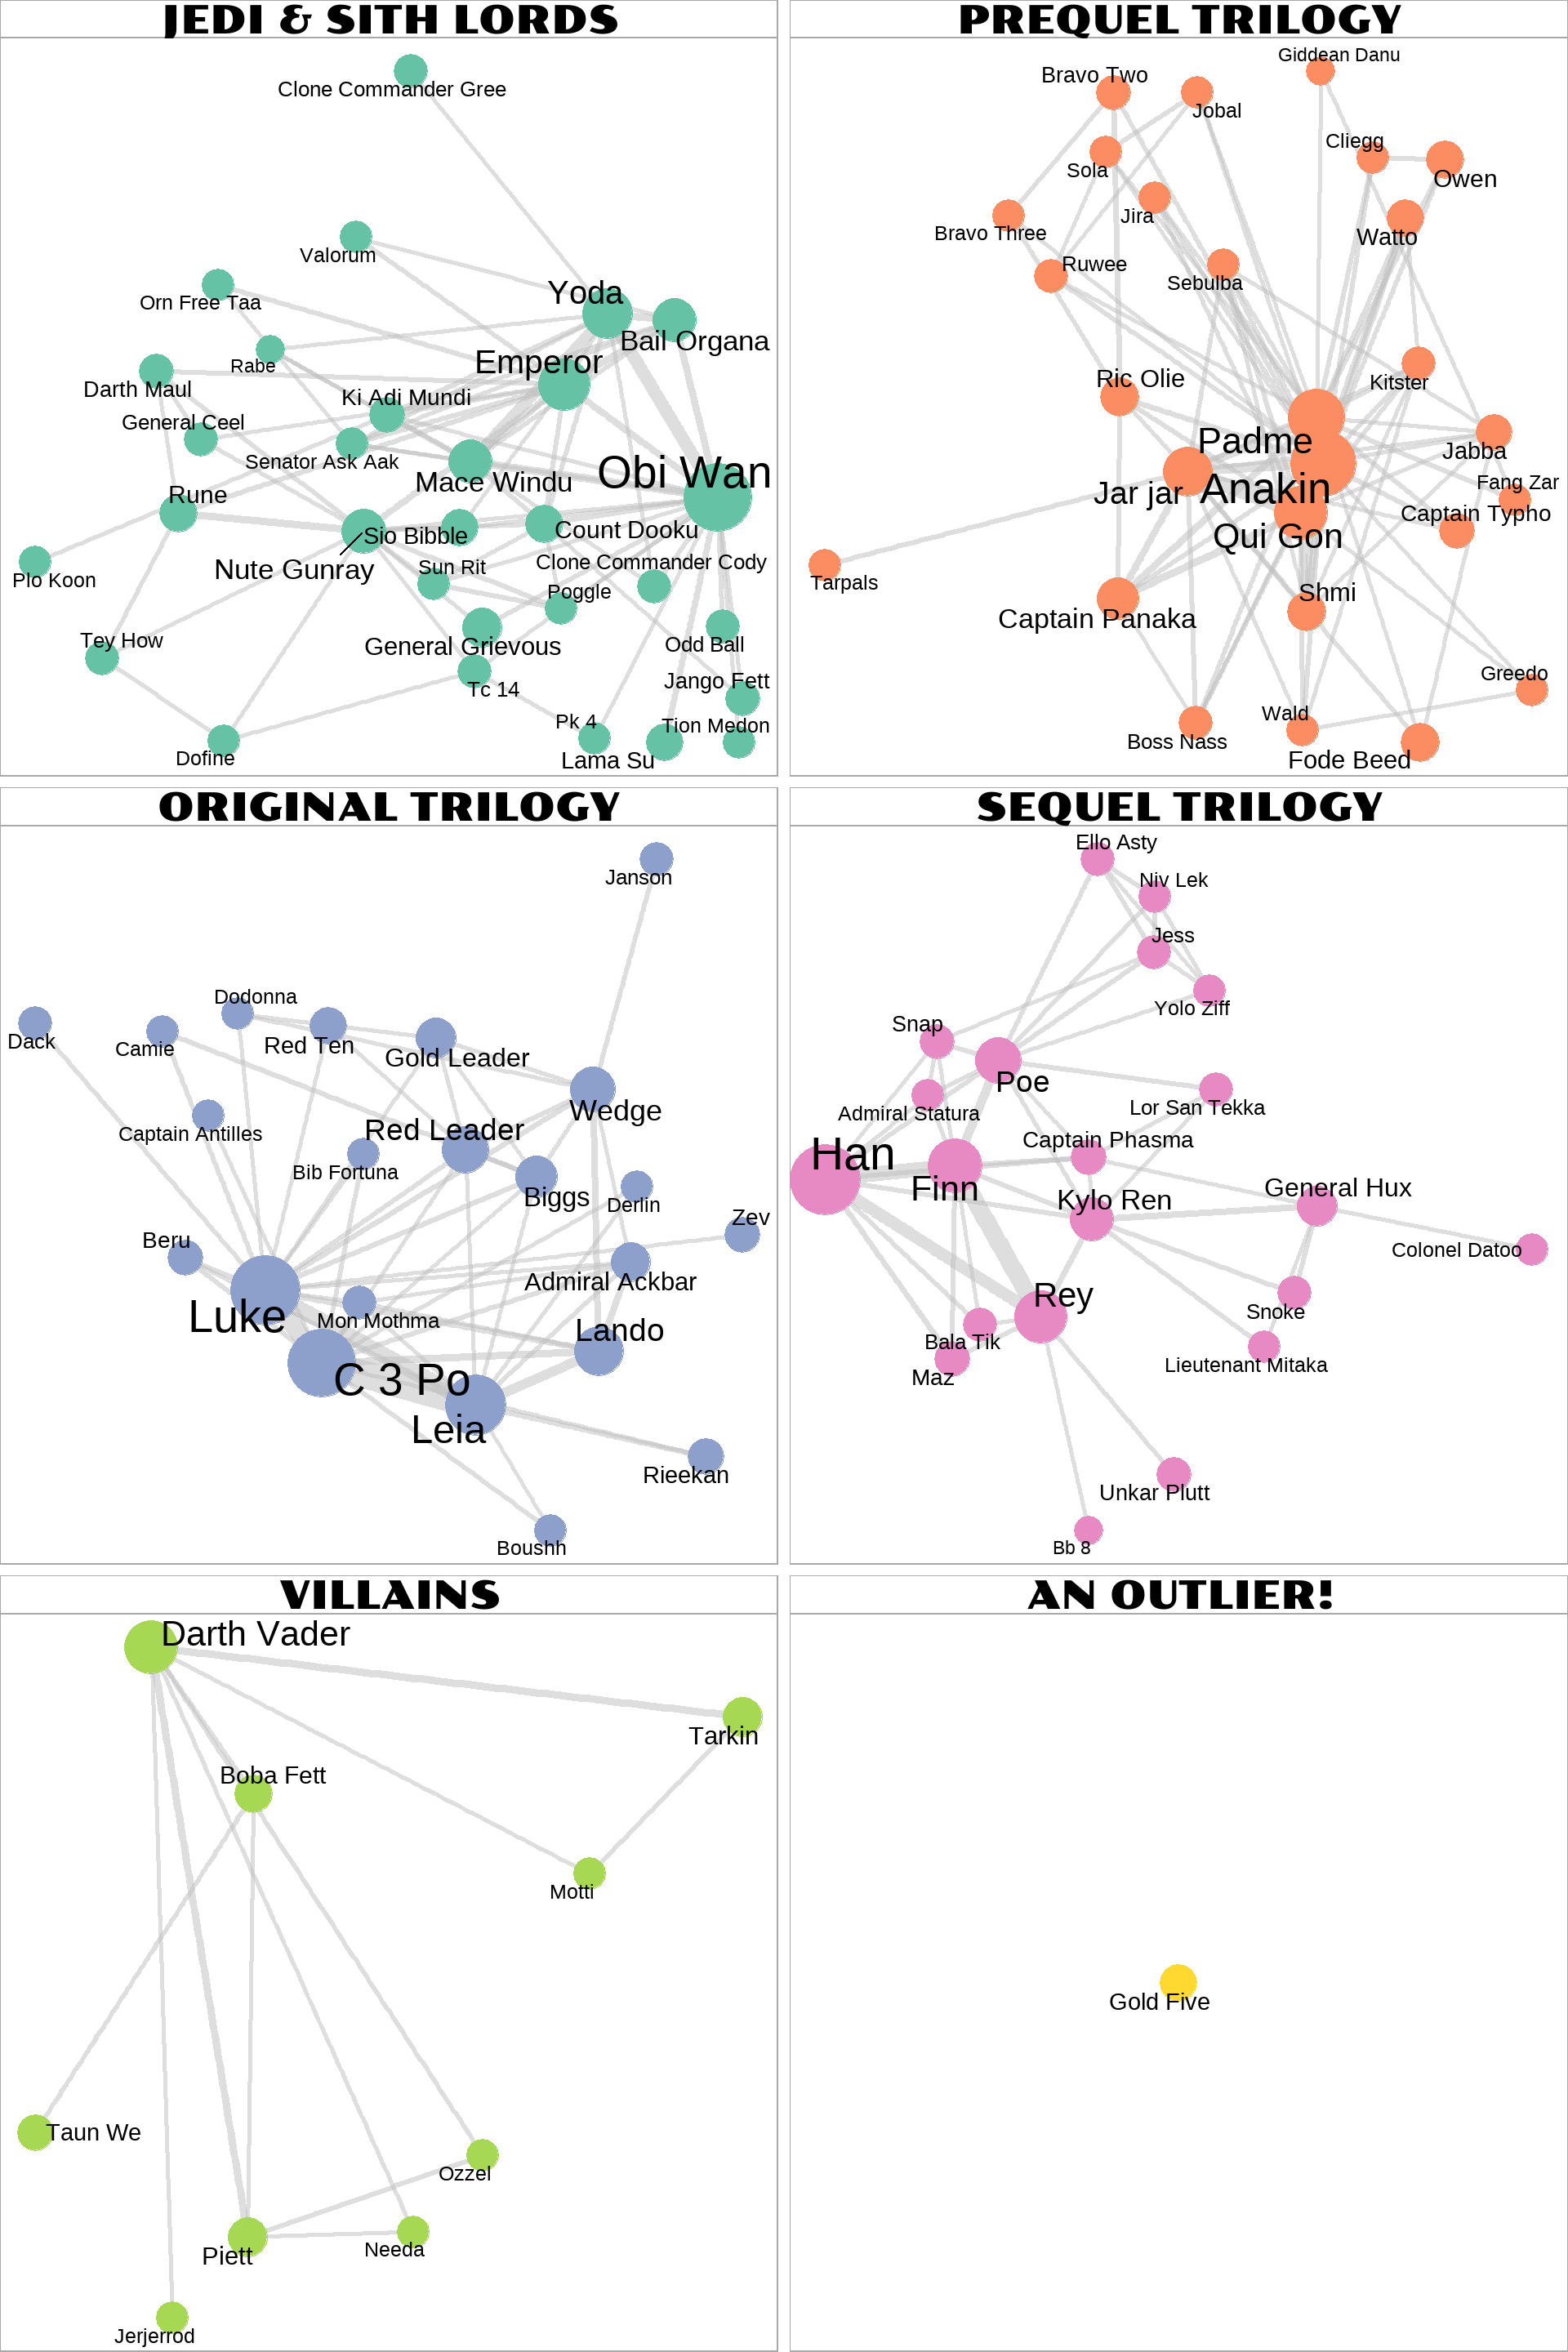 JEDI & SITH LORDS
Clone Commander Gree
Valorum
Orn Free Taa
Yoda
Bail Organa
Emperor
Rabe
Darth Maul
Ki Adi Mundi
General Ceel
Senator Ask Aak
Obi Wan
Mace Windu
Rune
Count Dooku
Sio Bibble
Clone Commander Cody
Nute Gunray
Sun Rit
Plo Koon
Poggle
Tey How
General Grievous
Odd Ball
Jango Fett
Tc 14
Pk 4
Tion Medon
Dofine
Lama Su
PREQUEL TRILOGY
Giddean Danu
Bravo Two
Jobal
Cliegg
Sola
Owen
Jira
Bravo Three
Watto
Ruwee
Sebulba
Ric Olie
Kitster
Padme
Jabba
Fang Zar
Jar jar
Anakin
Captain Typho
Qui Gon
Tarpals
Shmi
Captain Panaka
Greedo
Wald
Boss Nass
Fode Beed
ORIGINAL TRILOGY
Janson
Dodonna
Dack
Camie
Red Ten
Gold Leader
Wedge
Captain Antilles
Red Leader
Bib Fortuna
Biggs
Derlin
Zev
Beru
Admiral Ackbar
Luke
Mon Mothma
Lando
C 3 Po
Leia
Rieekan
Boushh
SEQUEL TRILOGY
Ello Asty
Niv Lek
Jess
Yolo Ziff
Snap
Poe
Lor San Tekka
Admiral Statura
Captain Phasma
Han
Finn
Kylo Ren
General Hux
Colonel Datoo
Rey
Snoke
Bala Tik
Lieutenant Mitaka
Maz
Unkar Plutt
Bb 8
VILLAINS
Darth Vader
Tarkin
Boba Fett
Motti
Taun We
Ozzel
Needa
Piett
Jerjerrod
AN OUTLIER!
Gold Five